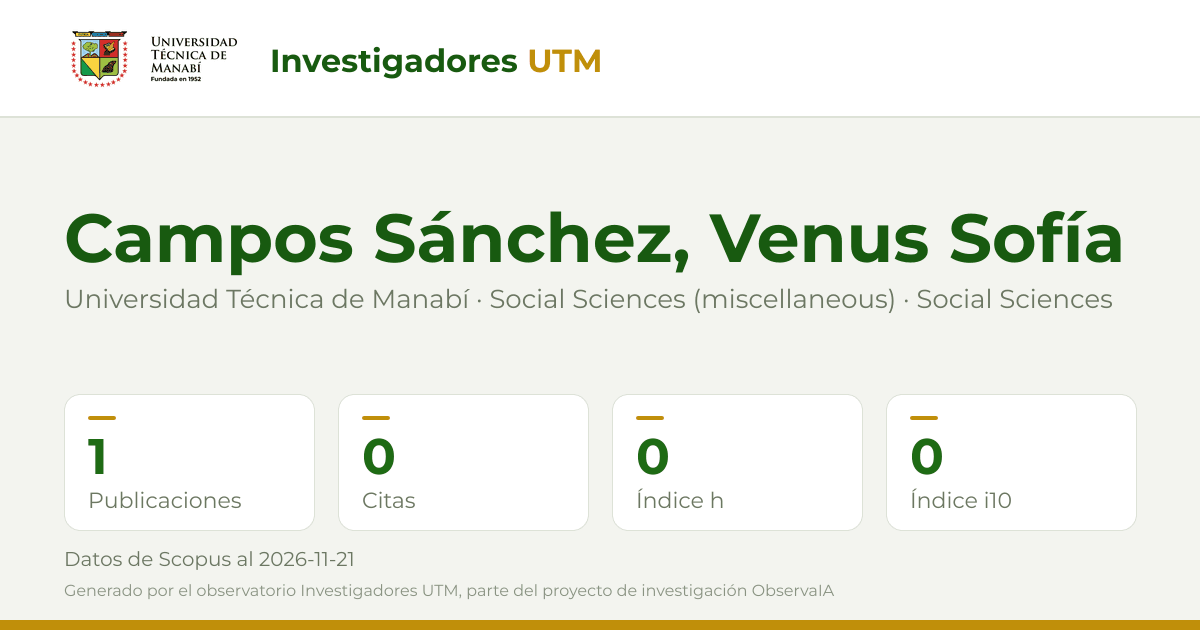 UNIVERSIDAD
TÉCNICA DE
MANABÍ
Fundada en 1952
Investigadores UTM
Campos Sánchez, Venus Sofía
Universidad Técnica de Manabí · Social Sciences (miscellaneous) · Social Sciences
1
Publicaciones
0
Citas
0
Índice h
0
Índice i10
Datos de Scopus al 2026-11-21
Generado por el observatorio Investigadores UTM, parte del proyecto de investigación ObservaIA